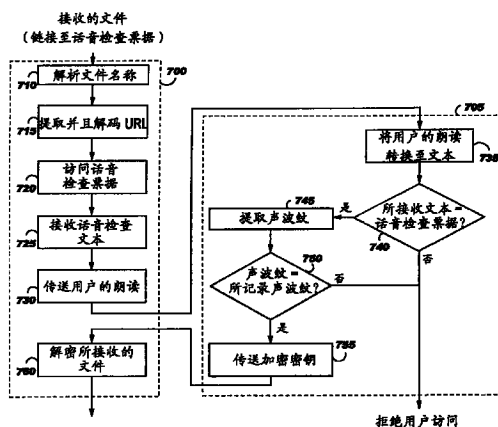 接收的文件
(链接至话音检查票据)
700
解析文件名称
710
提取并且解码 URL
715
访问话音
检查票据
720
接收话音检查
文本
725
传送用户的朗读
730
解密所接收的
文件
760
705
将用户的朗读
转换至文本
735
所接收文本=
话音检查票据?
740
是
否
745
提取声波纹
声波纹=
所记录声波纹?
750
否
是
传送加密密钥
755
拒绝用户访问